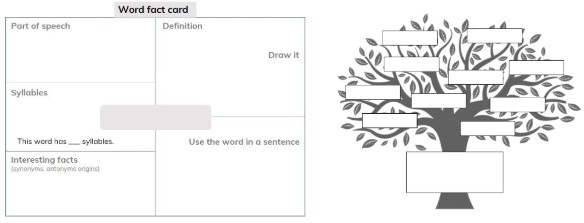 Word fact card
Part of speech
Definition
Draw it
Syllables
This word has ___ syllables.
Use the word in a sentence
Interesting facts
(synonyms, antonyms origins)